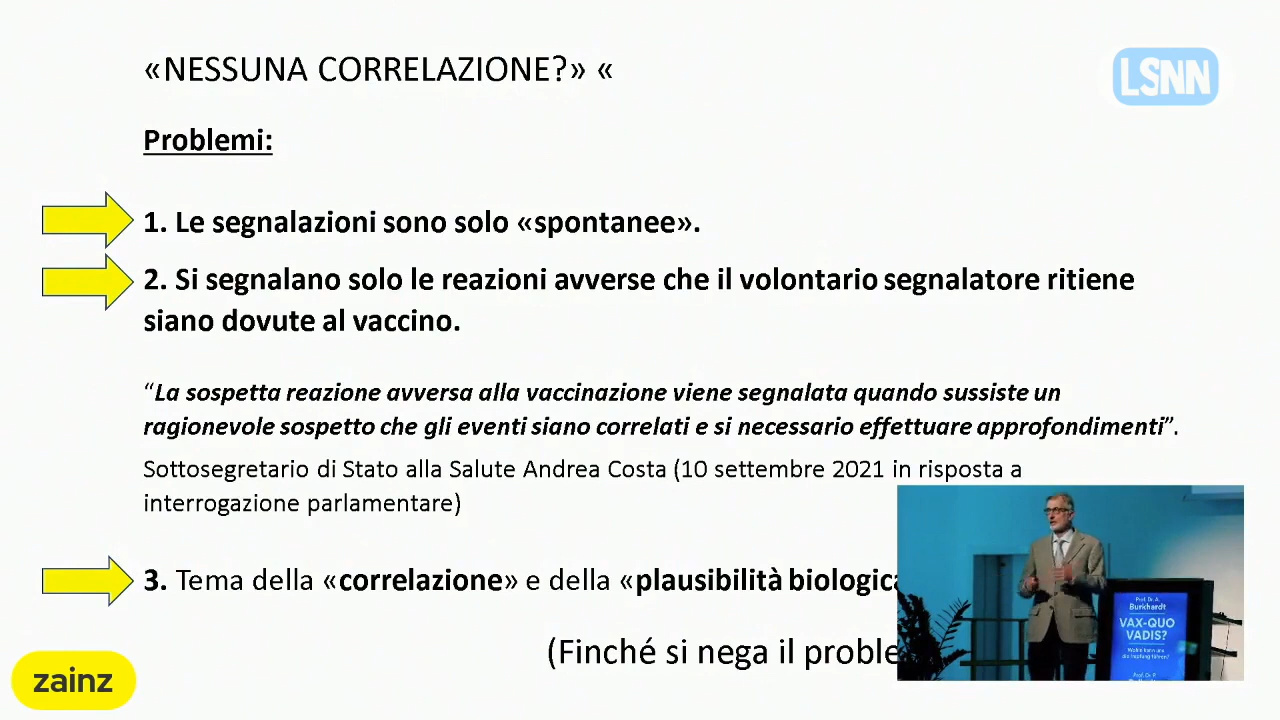 «NESSUNA CORRELAZIONE?» «
LSNN
Problemi:
1. Le segnalazioni sono solo «spontanee».
2. Si segnalano solo le reazioni avverse che il volontario segnalatore ritiene
siano dovute al vaccino.
“La sospetta reazione avversa alla vaccinazione viene segnalata quando sussiste un
ragionevole sospetto che gli eventi siano correlati e si necessario effettuare approfondimenti”.
Sottosegretario di Stato alla Salute Andrea Costa (10 settembre 2021 in risposta a
interrogazione parlamentare)
3. Tema della «correlazione» e della «plausibilità biologica
(Finché si nega il proble
zainz
Prof. Dr. A.
Burkhardt
VAX-QUO
VADIS?
Prof. Dr. P.